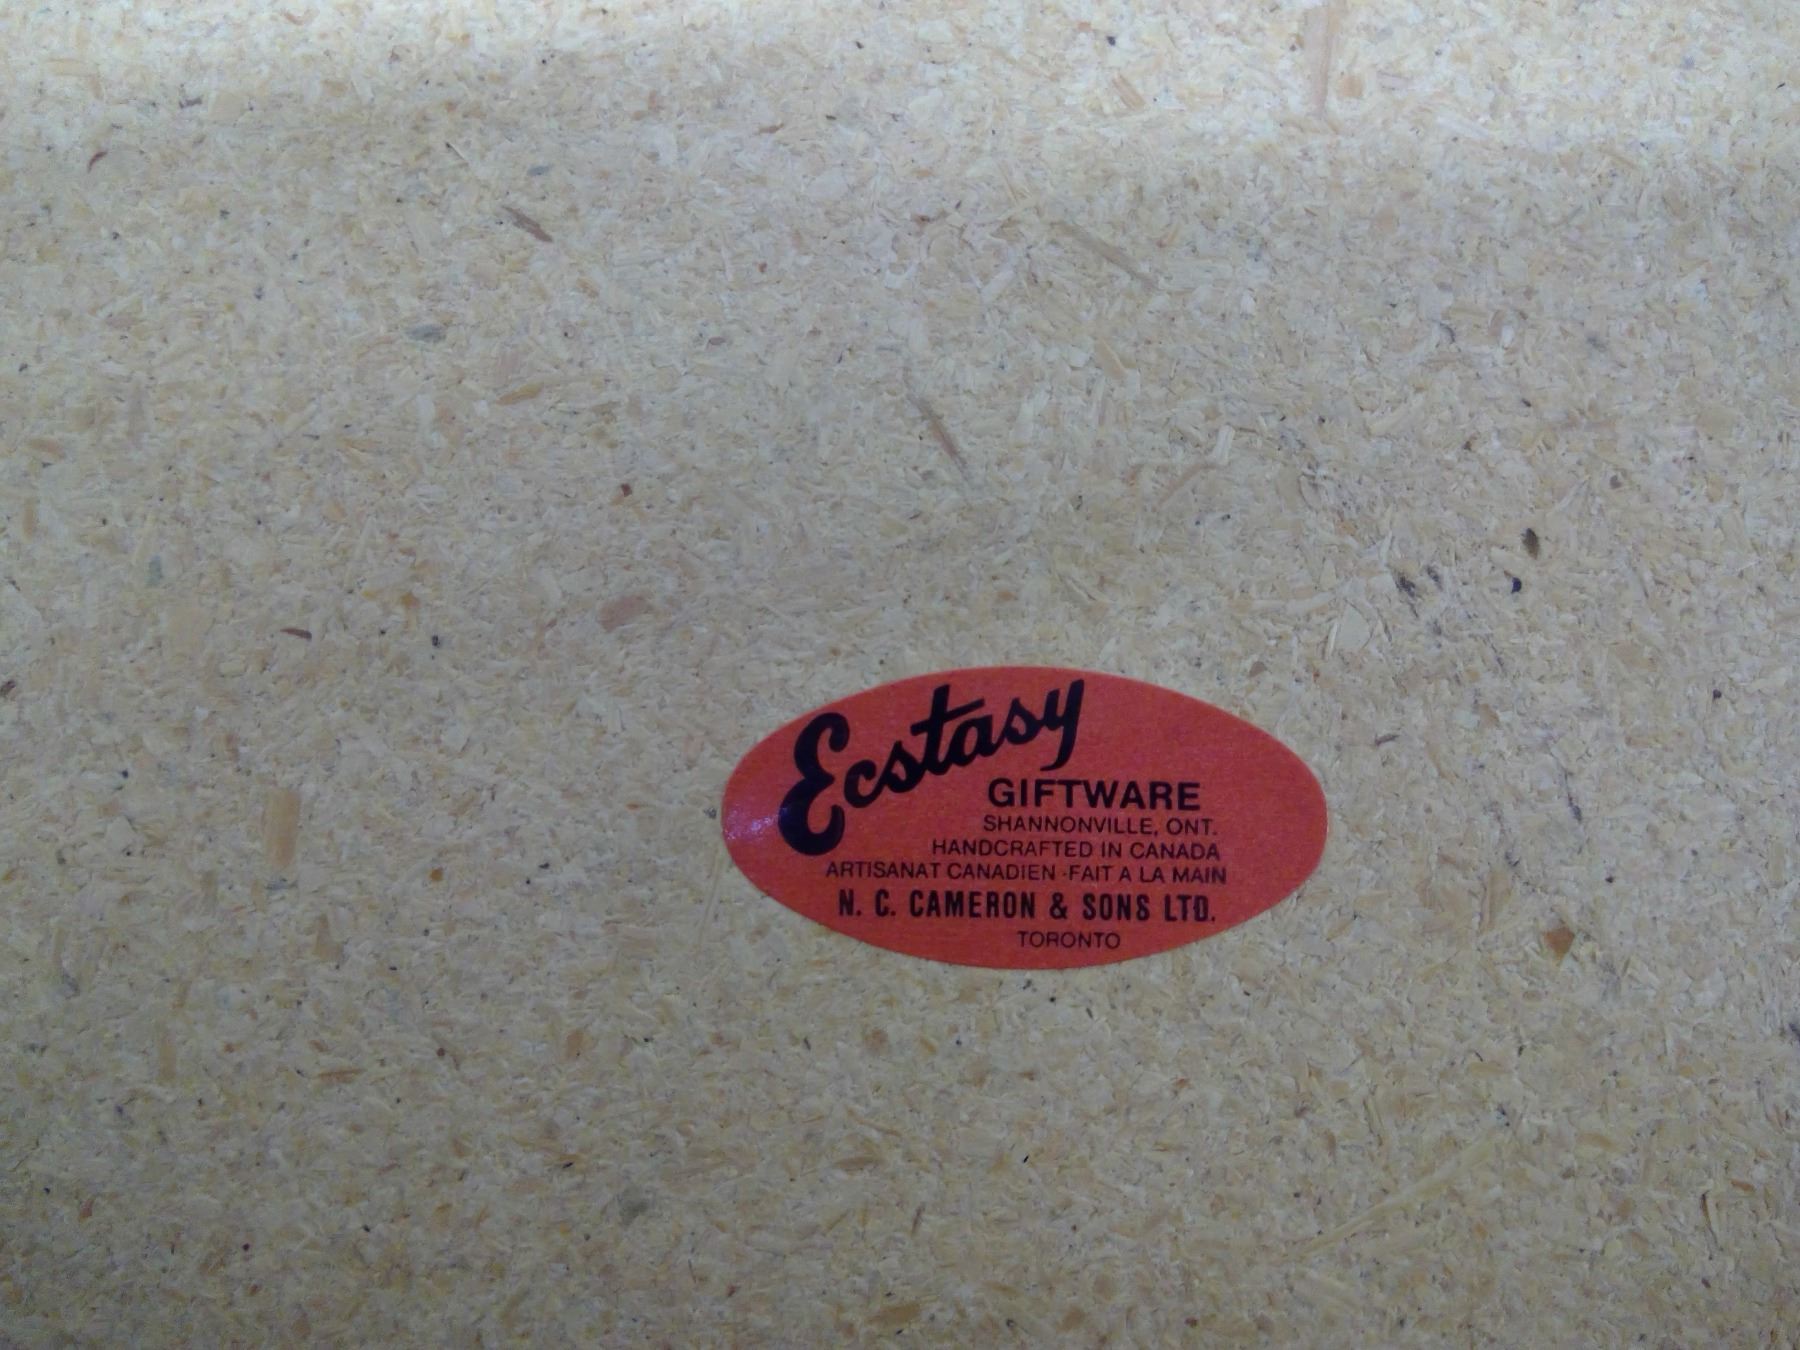 Ecstasy
GIFTWARE
SHANNONVILLE, ONT.
HANDCRAFTED IN CANADA
ARTISANAT CANADIEN - FAIT A LA MAIN
N. C. CAMERON & SONS LTD.
TORONTO